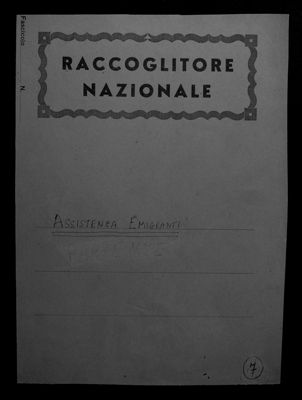 Fascicolo N.
RACCOGLITORE
NAZIONALE
ASSISTENZA EMIGRANTI
7